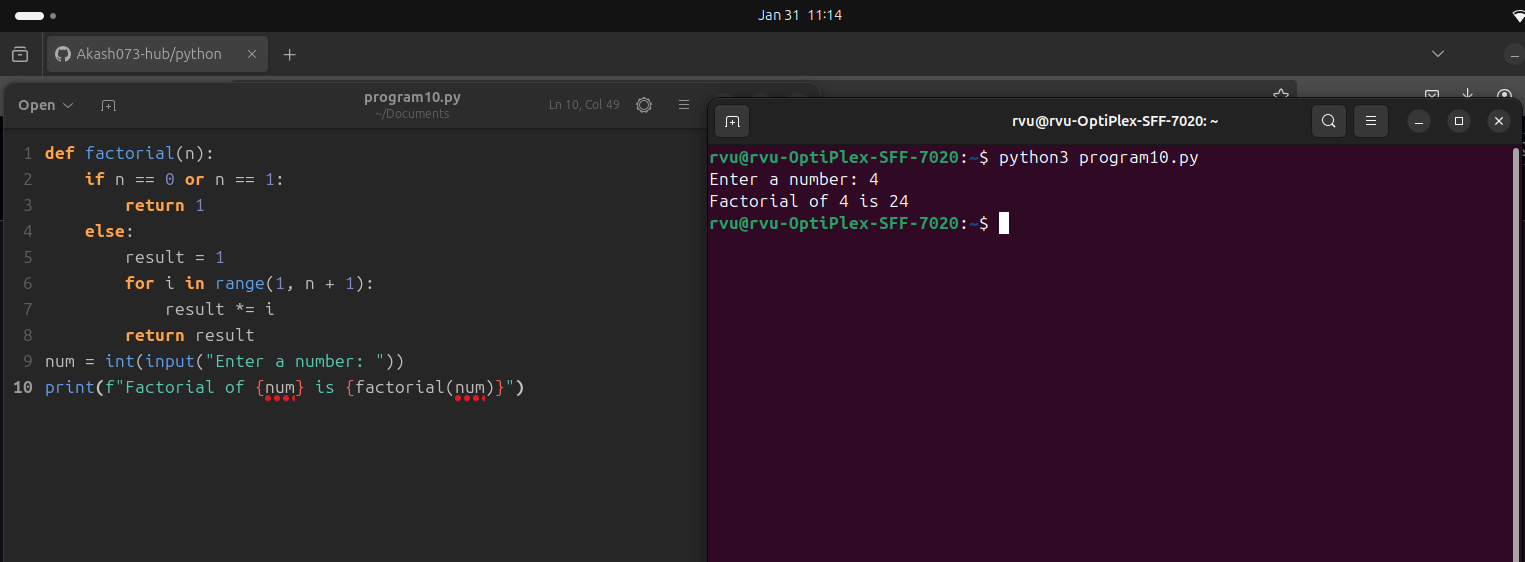 Jan 31 11:14
Akash073-hub/python
Open
program10.py
~/Documents
Ln 10, Col 49
1 def factorial(n):
2     if n == 0 or n == 1:
3         return 1
4     else:
5         result = 1
6         for i in range(1, n + 1):
7             result *= i
8         return result
9 num = int(input("Enter a number: "))
10 print(f"Factorial of {num} is {factorial(num)}")
rvu@rvu-OptiPlex-SFF-7020: ~
rvu@rvu-OptiPlex-SFF-7020:~$ python3 program10.py
Enter a number: 4
Factorial of 4 is 24
rvu@rvu-OptiPlex-SFF-7020:~$